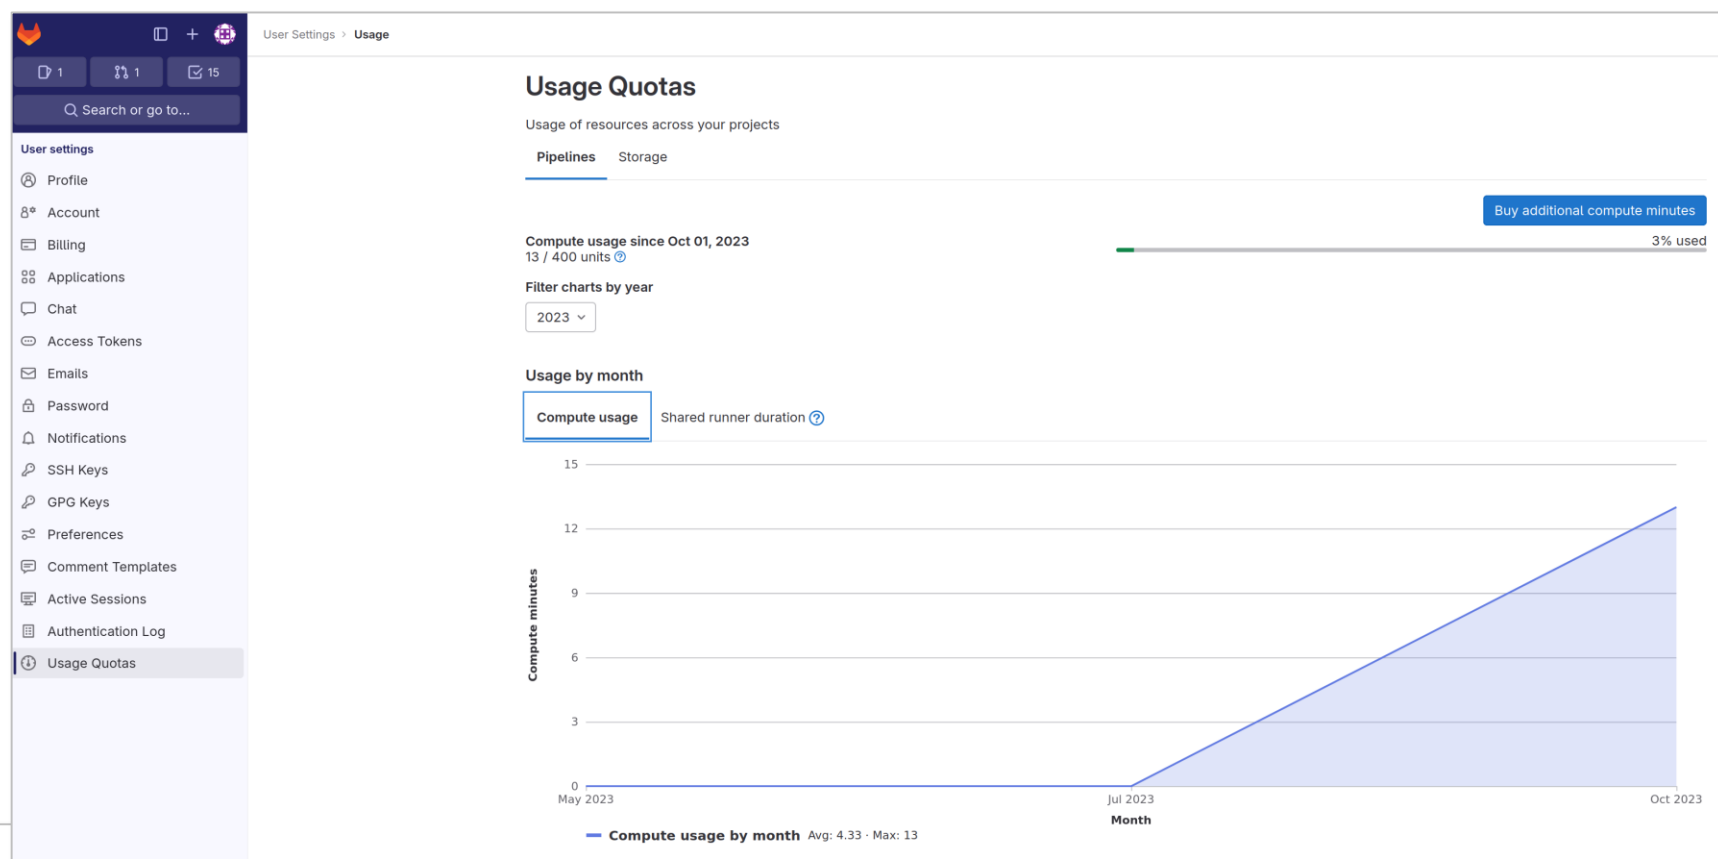 User Settings › Usage
1 1 15
Search or go to...
User settings
Profile
Account
Billing
Applications
Chat
Access Tokens
Emails
Password
Notifications
SSH Keys
GPG Keys
Preferences
Comment Templates
Active Sessions
Authentication Log
Usage Quotas
Usage Quotas
Usage of resources across your projects
Pipelines Storage
Buy additional compute minutes
Compute usage since Oct 01, 2023
13 / 400 units
3% used
Filter charts by year
2023
Usage by month
Compute usage Shared runner duration
15
12
9
6
3
0
Compute minutes
May 2023 Jul 2023 Oct 2023
Month
Compute usage by month Avg: 4.33 · Max: 13